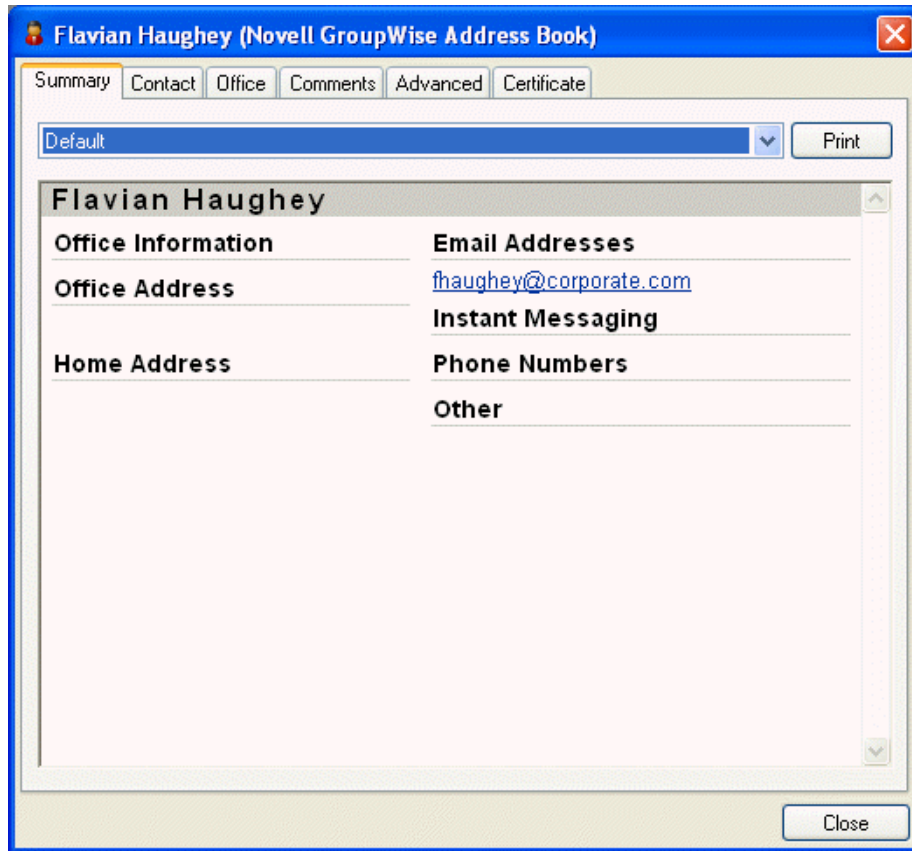 Flavian Haughey (Novell GroupWise Address Book)
Summary Contact Office Comments Advanced Certificate
Default Print
Flavian Haughey
Office Information
Office Address
Home Address
Email Addresses
fhaughey@corporate.com
Instant Messaging
Phone Numbers
Other
Close